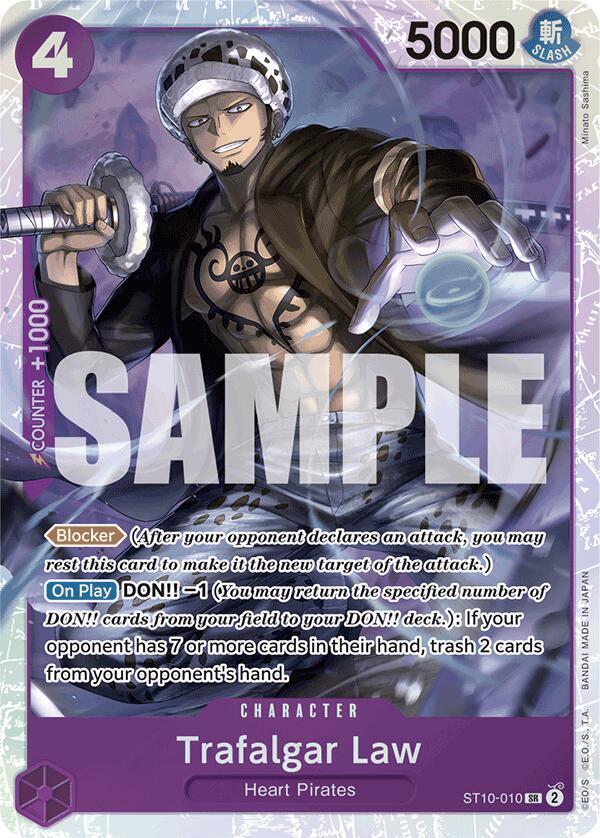 4
5000
斬
SLASH
Minato Sashima
COUNTER +1000
SAMPLE
Blocker (After your opponent declares an attack, you may
rest this card to make it the new target of the attack.)
On Play DON!! −1 (You may return the specified number of
DON!! cards from your field to your DON!! deck.): If your
opponent has 7 or more cards in their hand, trash 2 cards
from your opponent's hand.
CHARACTER
Trafalgar Law
Heart Pirates
ST10-010 SR 2
©EO/S ©E.O./S, T.A. BANDAI MADE IN JAPAN